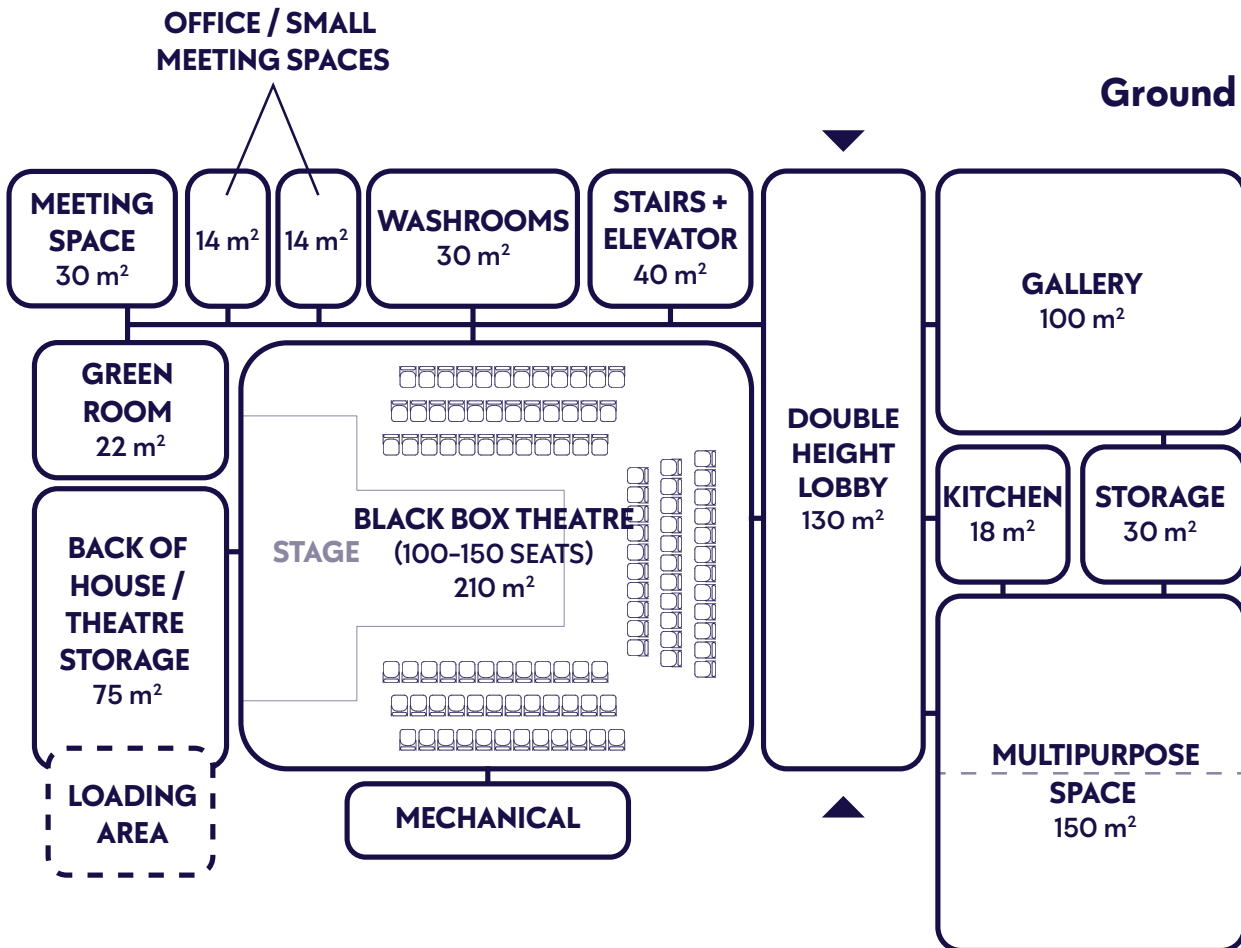 OFFICE / SMALL
MEETING SPACES
Ground
MEETING
SPACE
30 m²
14 m²
14 m²
WASHROOMS
30 m²
STAIRS +
ELEVATOR
40 m²
GALLERY
100 m²
GREEN
ROOM
22 m²
DOUBLE
HEIGHT
LOBBY
130 m²
KITCHEN
18 m²
STORAGE
30 m²
STAGE
BLACK BOX THEATRE
(100–150 SEATS)
210 m²
BACK OF
HOUSE /
THEATRE
STORAGE
75 m²
LOADING
AREA
MECHANICAL
MULTIPURPOSE
SPACE
150 m²